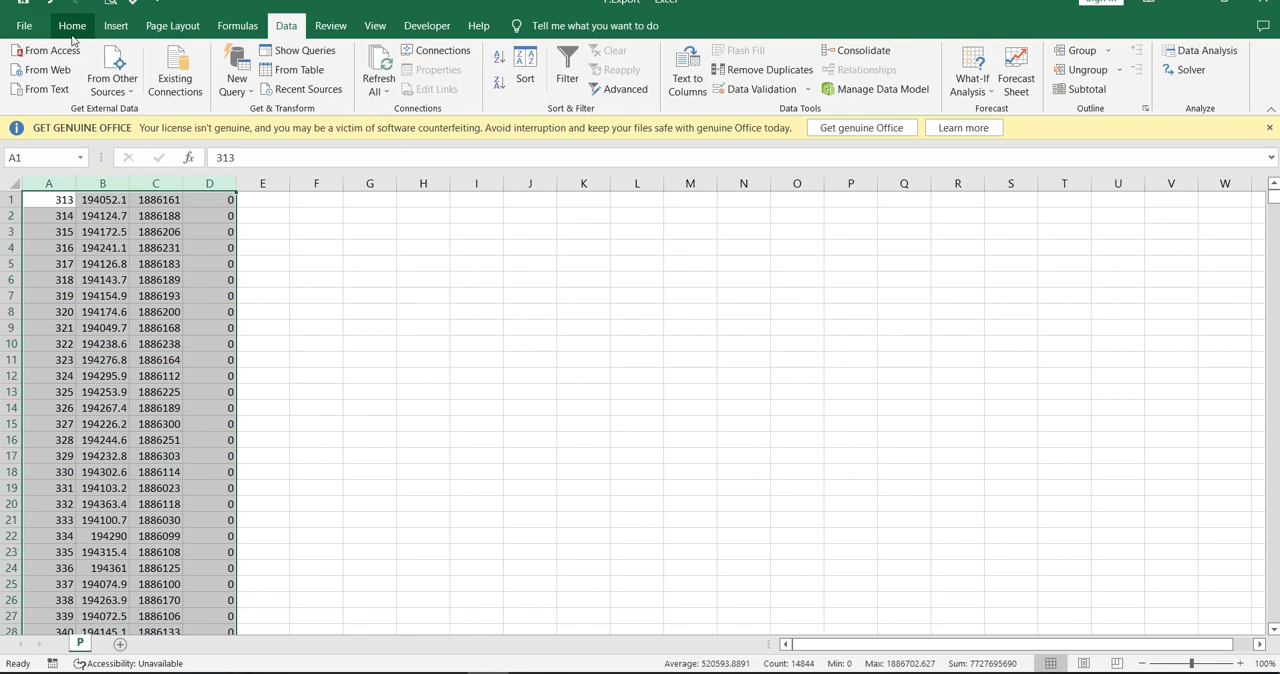 File Home Insert Page Layout Formulas Data Review View Developer Help Tell me what you want to do
From Access
From Web
From Text
From Other Sources
Existing Connections
Get External Data
New Query
Show Queries
From Table
Recent Sources
Get & Transform
Refresh All
Connections
Properties
Edit Links
Connections
Sort
Filter
Clear
Reapply
Advanced
Sort & Filter
Text to Columns
Flash Fill
Remove Duplicates
Data Validation
Consolidate
Relationships
Manage Data Model
Data Tools
What-If Analysis
Forecast Sheet
Forecast
Group
Ungroup
Subtotal
Outline
Data Analysis
Solver
Analyze
GET GENUINE OFFICE Your license isn't genuine, and you may be a victim of software counterfeiting. Avoid interruption and keep your files safe with genuine Office today. Get genuine Office Learn more
A1 fx 313
A B C D E F G H I J K L M N O P Q R S T U V W
1 313 194052.1 1886161 0
2 314 194124.7 1886188 0
3 315 194172.5 1886206 0
4 316 194241.1 1886231 0
5 317 194126.8 1886183 0
6 318 194143.7 1886189 0
7 319 194154.9 1886193 0
8 320 194174.6 1886200 0
9 321 194049.7 1886168 0
10 322 194238.6 1886238 0
11 323 194276.8 1886164 0
12 324 194295.9 1886112 0
13 325 194253.9 1886225 0
14 326 194267.4 1886189 0
15 327 194226.2 1886300 0
16 328 194244.6 1886251 0
17 329 194232.8 1886303 0
18 330 194302.6 1886114 0
19 331 194103.2 1886023 0
20 332 194363.4 1886118 0
21 333 194100.7 1886030 0
22 334 194290 1886099 0
23 335 194315.4 1886108 0
24 336 194361 1886125 0
25 337 194074.9 1886100 0
26 338 194263.9 1886170 0
27 339 194072.5 1886106 0
28 340 194145.1 1886133 0
P
Ready Accessibility: Unavailable Average: 520593.8891 Count: 14844 Min: 0 Max: 1886702.627 Sum: 7727695690 100%